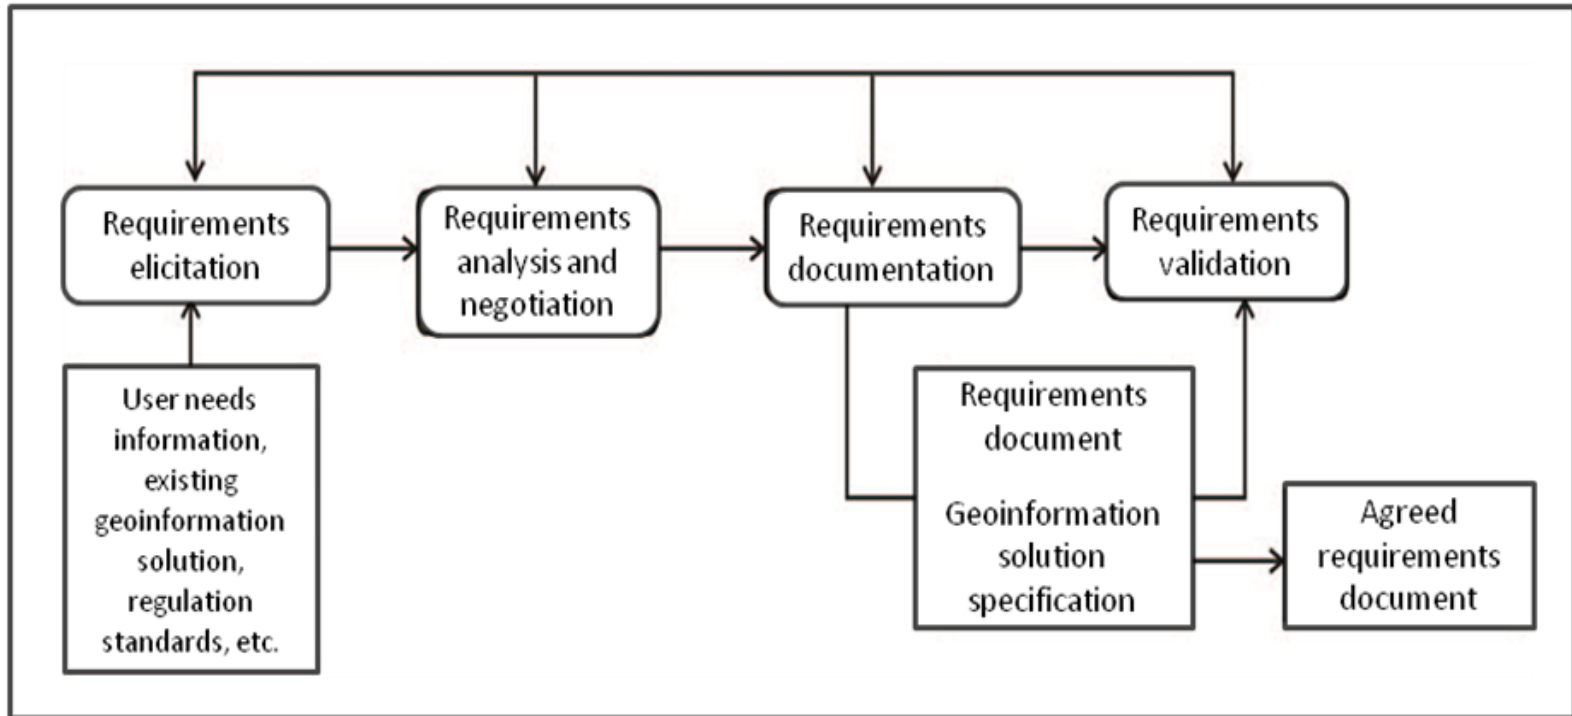 Requirements
elicitation
Requirements
analysis and
negotiation
Requirements
documentation
Requirements
validation
User needs
information,
existing
geoinformation
solution,
regulation
standards, etc.
Requirements
document
Geoinformation
solution
specification
Agreed
requirements
document